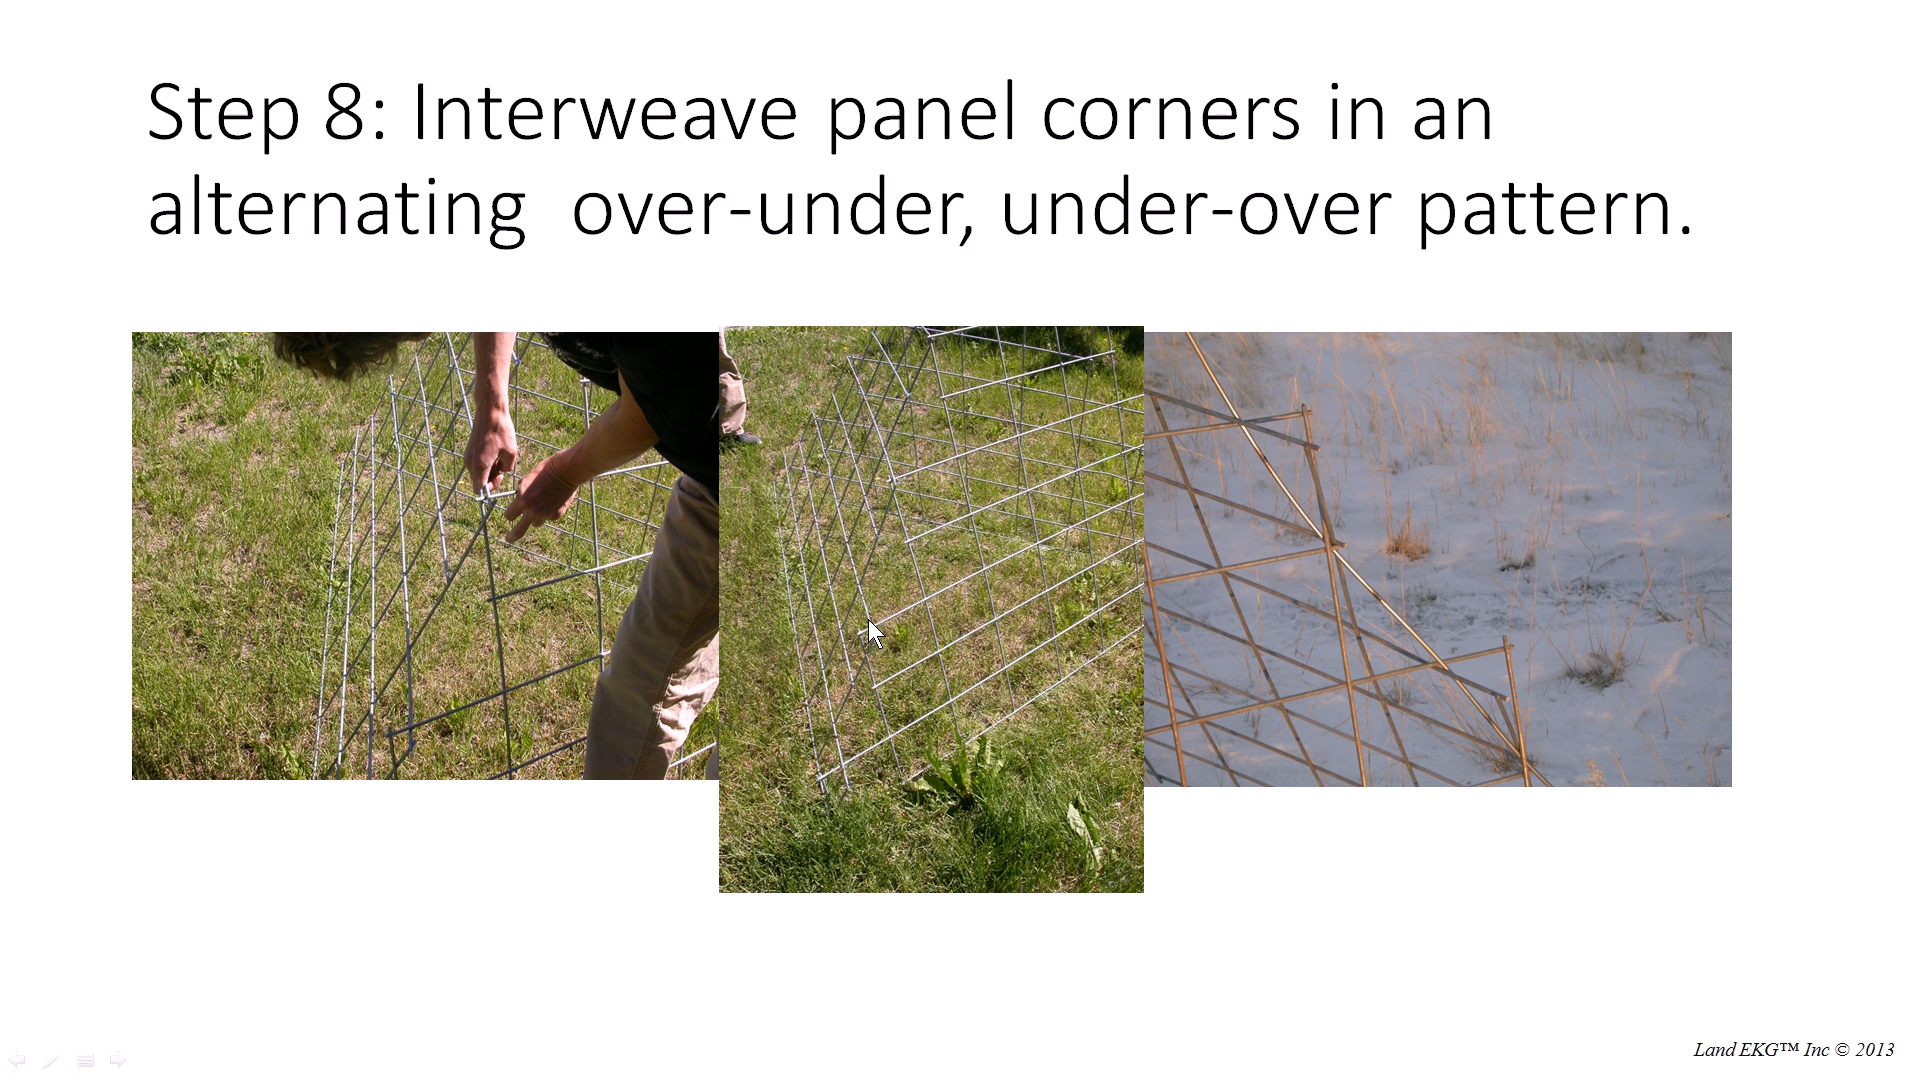 Step 8: Interweave panel corners in an
alternating  over-under, under-over pattern.
Land EKG™ Inc © 2013